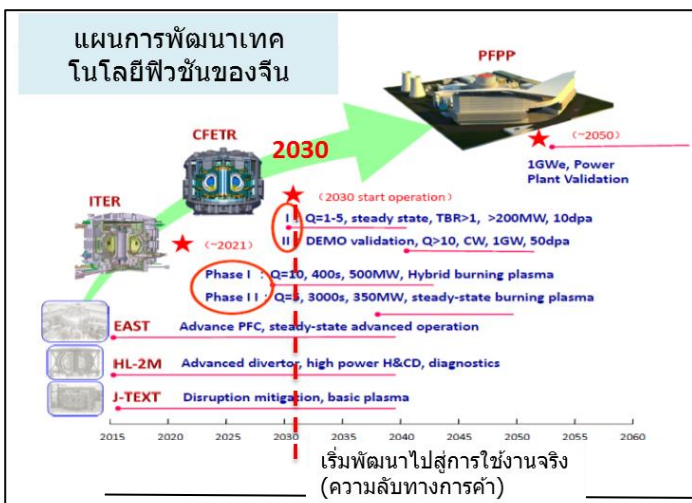 แผนการพัฒนาเทค
โนโลยีฟิวชันของจีน
PFPP
CFETR
2030
(~2050)
1GWe, Power
Plant Validation
ITER
(2030 start operation)
I : Q=1-5, steady state, TBR>1, >200MW, 10dpa
(~2021)
II : DEMO validation, Q>10, CW, 1GW, 50dpa
Phase I : Q=10, 400s, 500MW, Hybrid burning plasma
Phase II : Q=5, 3000s, 350MW, steady-state burning plasma
EAST Advance PFC, steady-state advanced operation
HL-2M Advanced divertor, high power H&CD, diagnostics
J-TEXT Disruption mitigation, basic plasma
2015 2020 2025 2030 2035 2040 2045 2050 2055 2060
เริ่มพัฒนาไปสู่การใช้งานจริง
(ความลับทางการค้า)